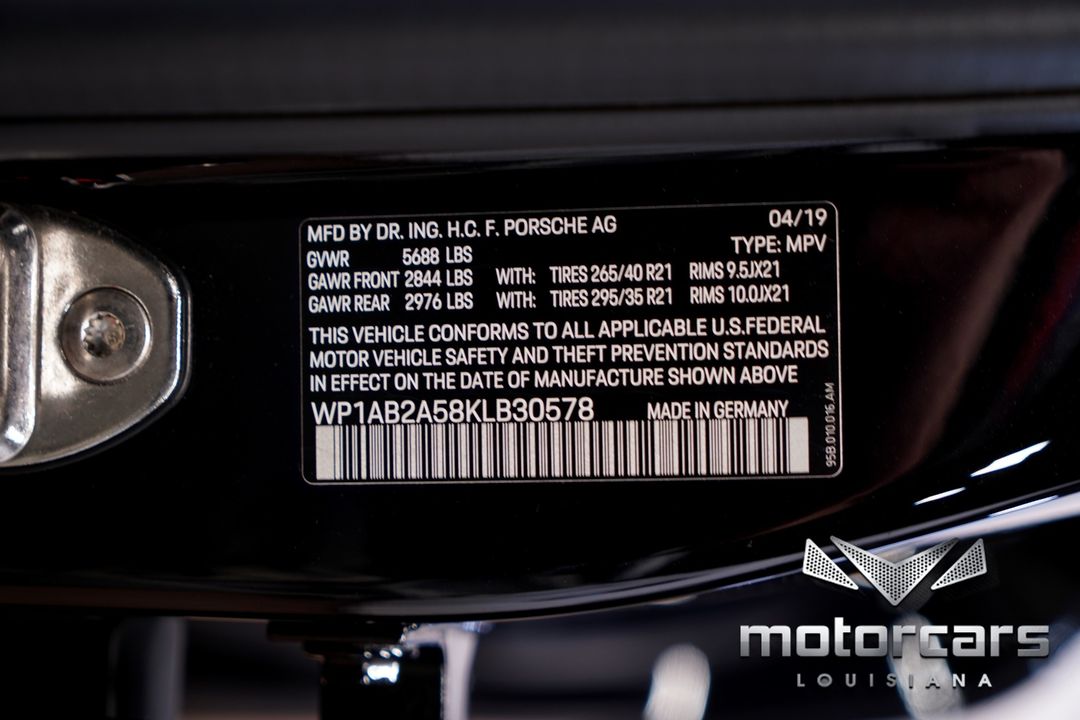 MFD BY DR. ING. H.C. F. PORSCHE AG 04/19
GVWR 5688 LBS TYPE: MPV
GAWR FRONT 2844 LBS WITH: TIRES 265/40 R21 RIMS 9.5JX21
GAWR REAR 2976 LBS WITH: TIRES 295/35 R21 RIMS 10.0JX21
THIS VEHICLE CONFORMS TO ALL APPLICABLE U.S.FEDERAL
MOTOR VEHICLE SAFETY AND THEFT PREVENTION STANDARDS
IN EFFECT ON THE DATE OF MANUFACTURE SHOWN ABOVE
WP1AB2A58KLB30578 MADE IN GERMANY
95B.010.016.AM
motorcars
LOUISIANA